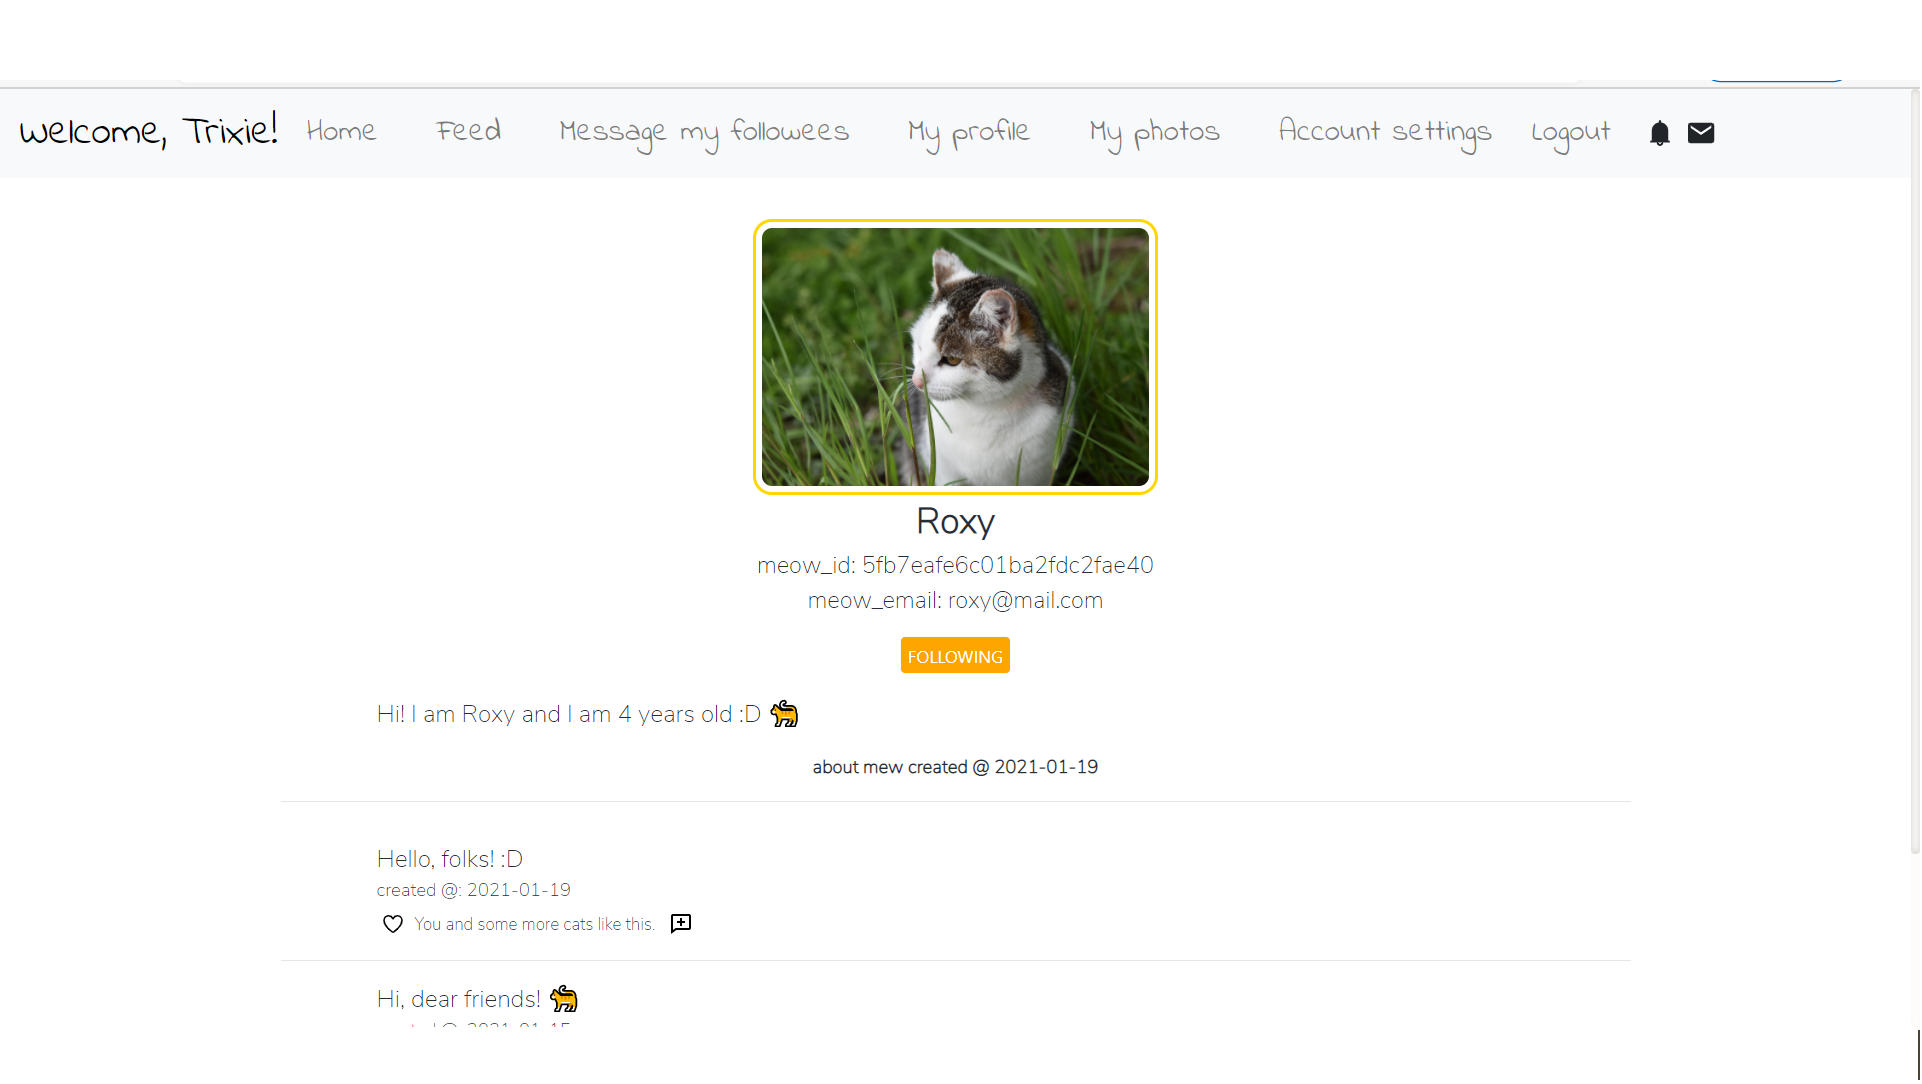 Welcome, Trixie! Home Feed Message my followees My profile My photos Account settings Logout
Roxy
meow_id: 5fb7eafe6c01ba2fdc2fae40
meow_email: roxy@mail.com
FOLLOWING
Hi! I am Roxy and I am 4 years old :D
about mew created @ 2021-01-19
Hello, folks! :D
created @: 2021-01-19
You and some more cats like this.
Hi, dear friends!